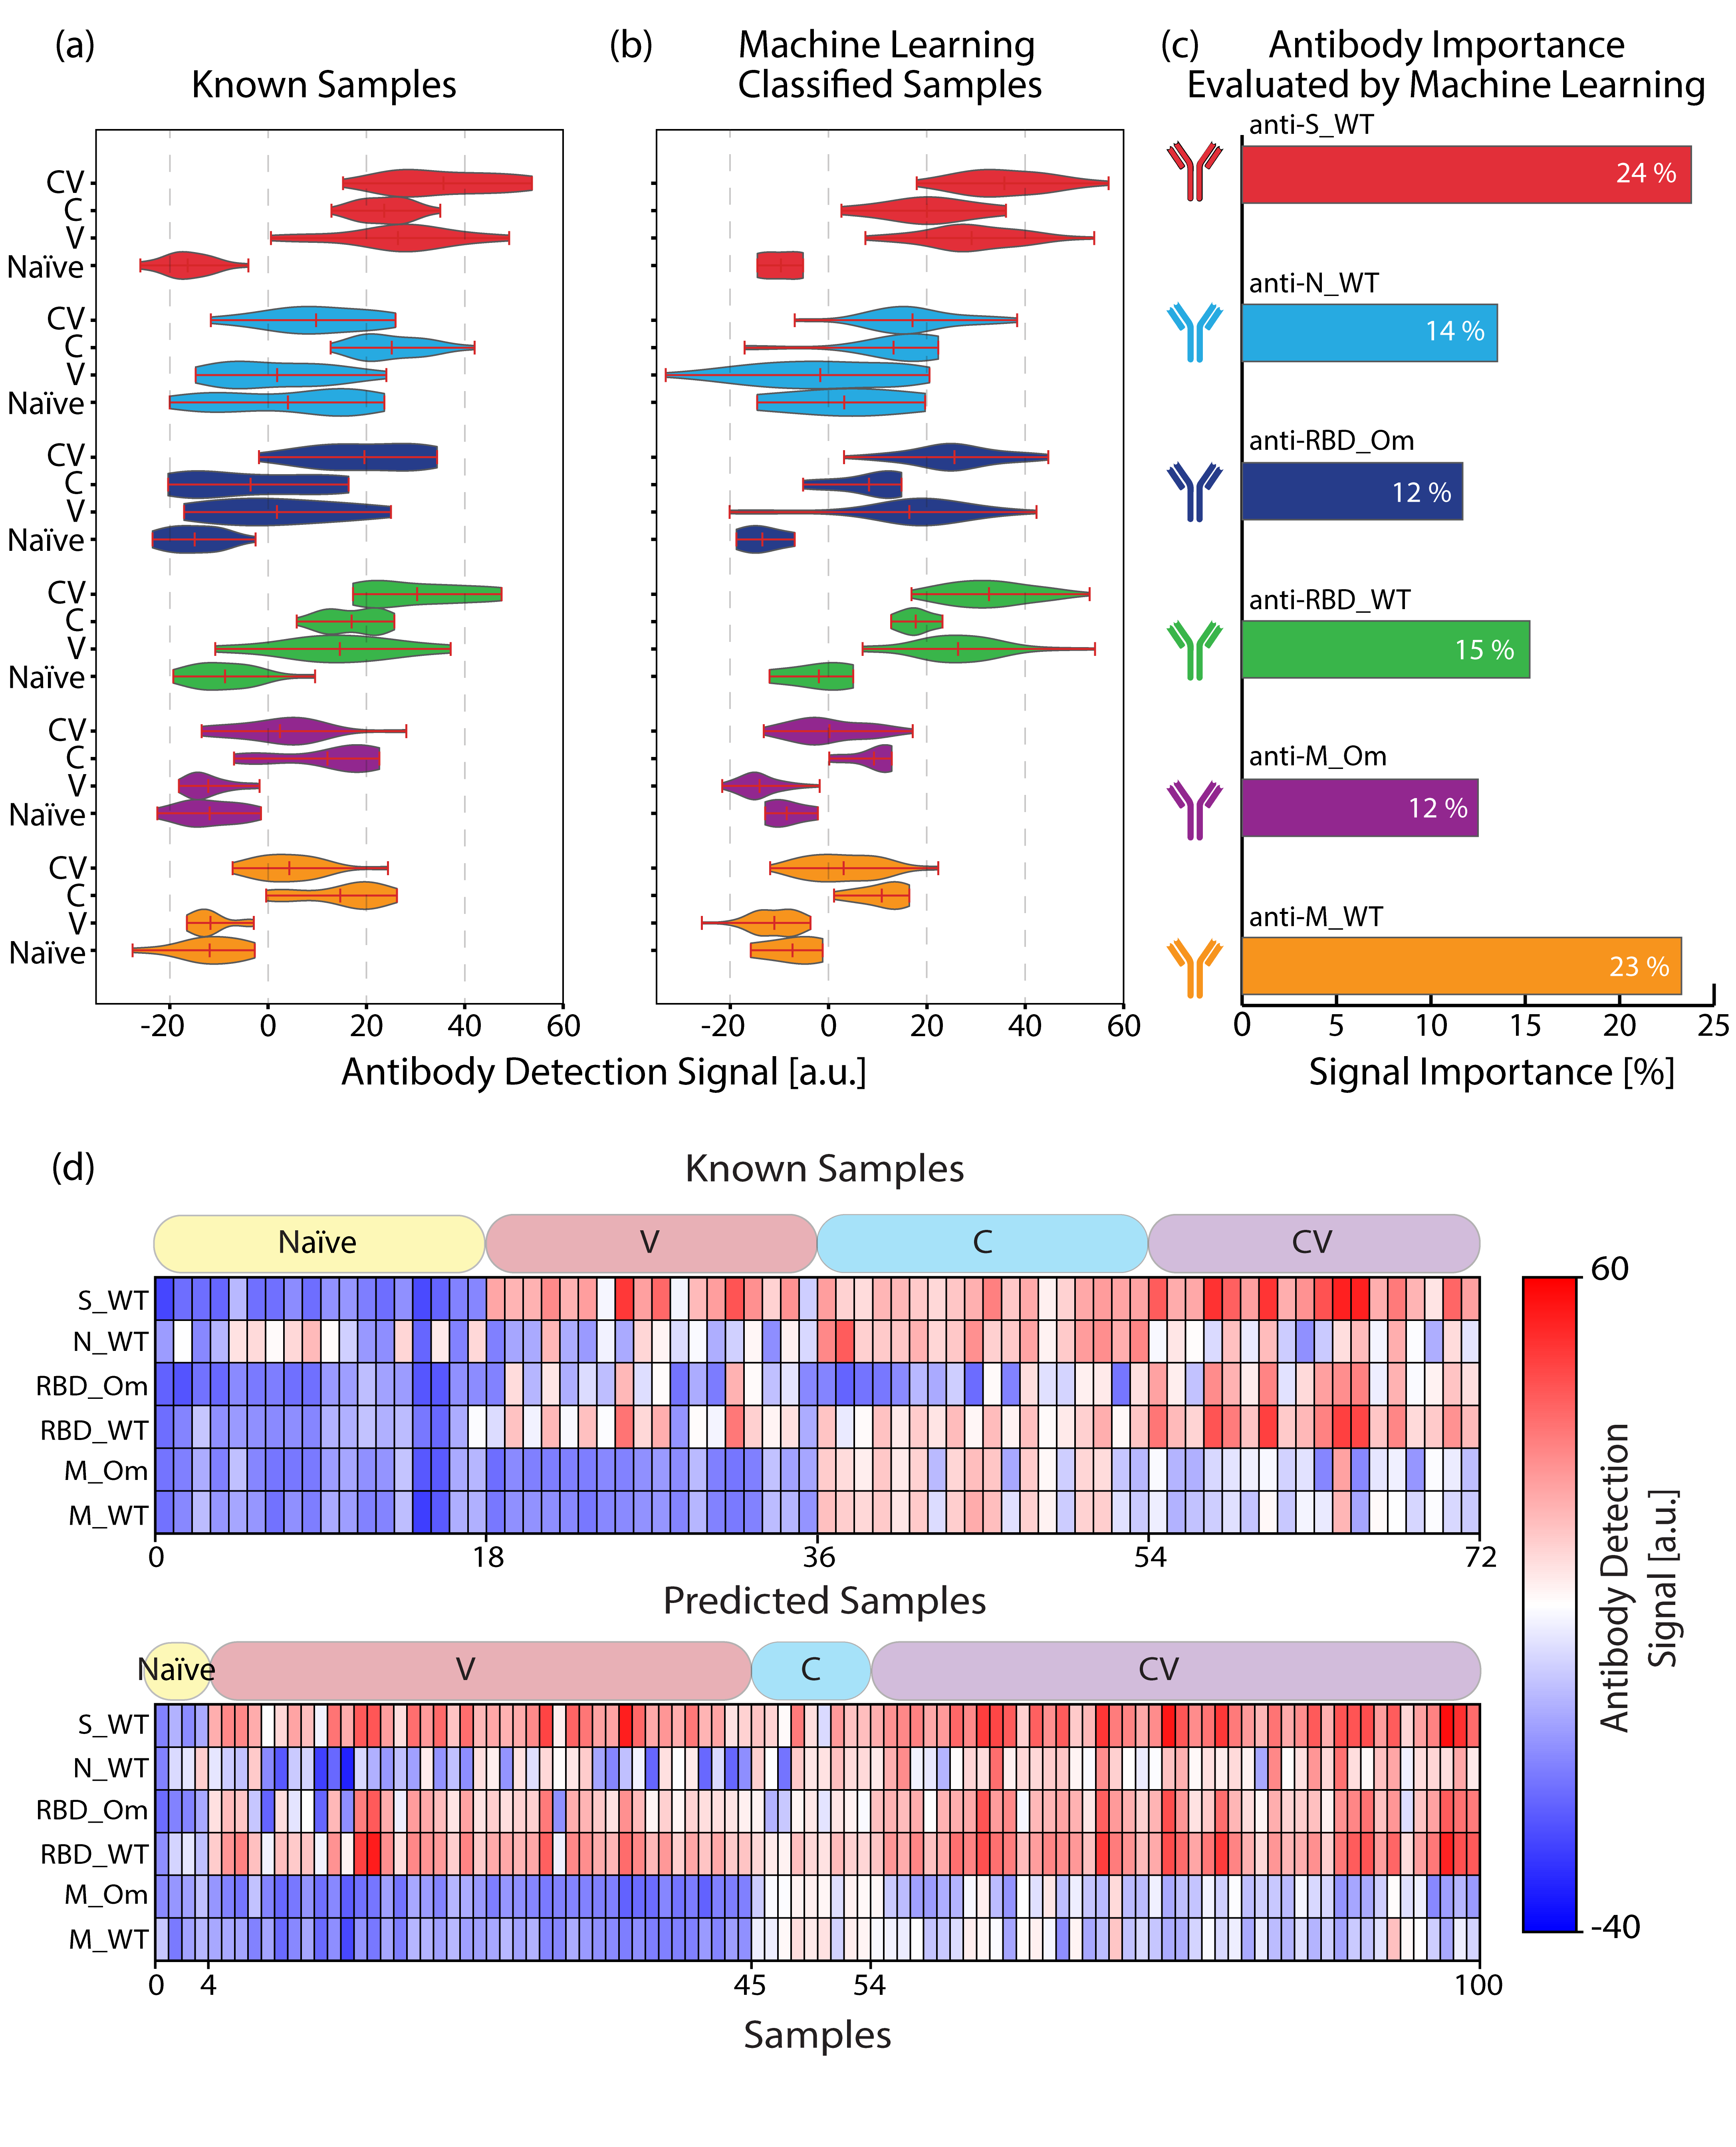 (a)
Known Samples
(b)
Machine Learning
Classified Samples
(c)
Antibody Importance
Evaluated by Machine Learning
CV
C
V
Naïve
CV
C
V
Naïve
CV
C
V
Naïve
CV
C
V
Naïve
CV
C
V
Naïve
CV
C
V
Naïve
-20 0 20 40 60
-20 0 20 40 60
Antibody Detection Signal [a.u.]
anti-S_WT
24 %
anti-N_WT
14 %
anti-RBD_Om
12 %
anti-RBD_WT
15 %
anti-M_Om
12 %
anti-M_WT
23 %
0 5 10 15 20 25
Signal Importance [%]
(d)
Known Samples
Naïve V C CV
S_WT
N_WT
RBD_Om
RBD_WT
M_Om
M_WT
0 18 36 54 72
Predicted Samples
Naïve V C CV
S_WT
N_WT
RBD_Om
RBD_WT
M_Om
M_WT
0 4 45 54 100
Samples
60
-40
Antibody Detection
Signal [a.u.]